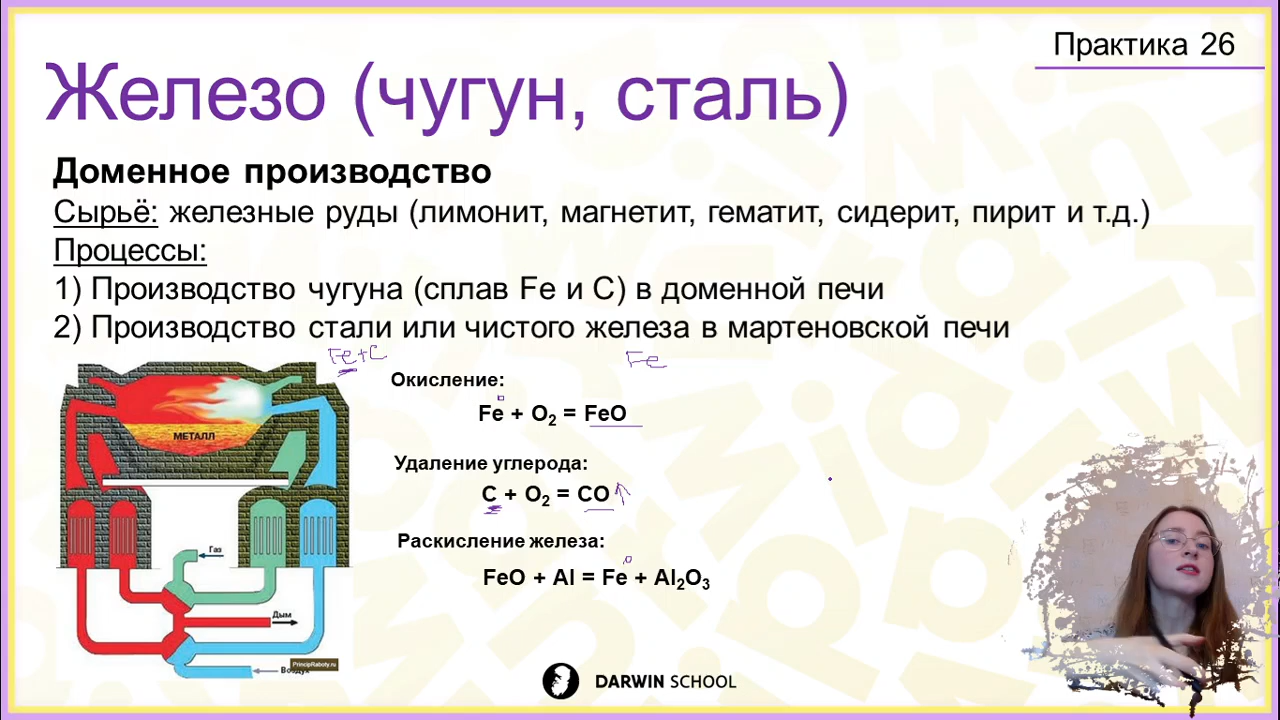 Практика 26
Железо (чугун, сталь)
Доменное производство
Сырьё: железные руды (лимонит, магнетит, гематит, сидерит, пирит и т.д.)
Процессы:
1) Производство чугуна (сплав Fe и C) в доменной печи
2) Производство стали или чистого железа в мартеновской печи
Fe+C
Fe
Окисление:
Fe + O₂ = FeO
Удаление углерода:
C + O₂ = CO↑
Раскисление железа:
FeO + Al = Fe + Al₂O₃
МЕТАЛЛ
Газ
Дым
Воздух
PrincipRaboty.ru
DARWIN SCHOOL